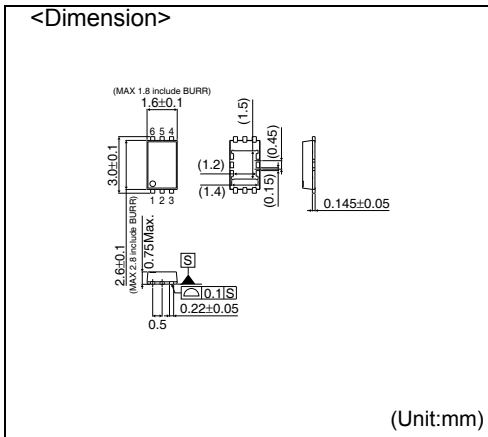 <Dimension>
(MAX 1.8 include BURR)
1.6±0.1
6 5 4
3.0±0.1
2.6±0.1
(MAX 2.8 include BURR)
1 2 3
(1.5)
(0.45)
(1.2)
(1.4)
(0.15)
0.145±0.05
0.75Max.
S
0.1 S
0.22±0.05
0.5
(Unit:mm)